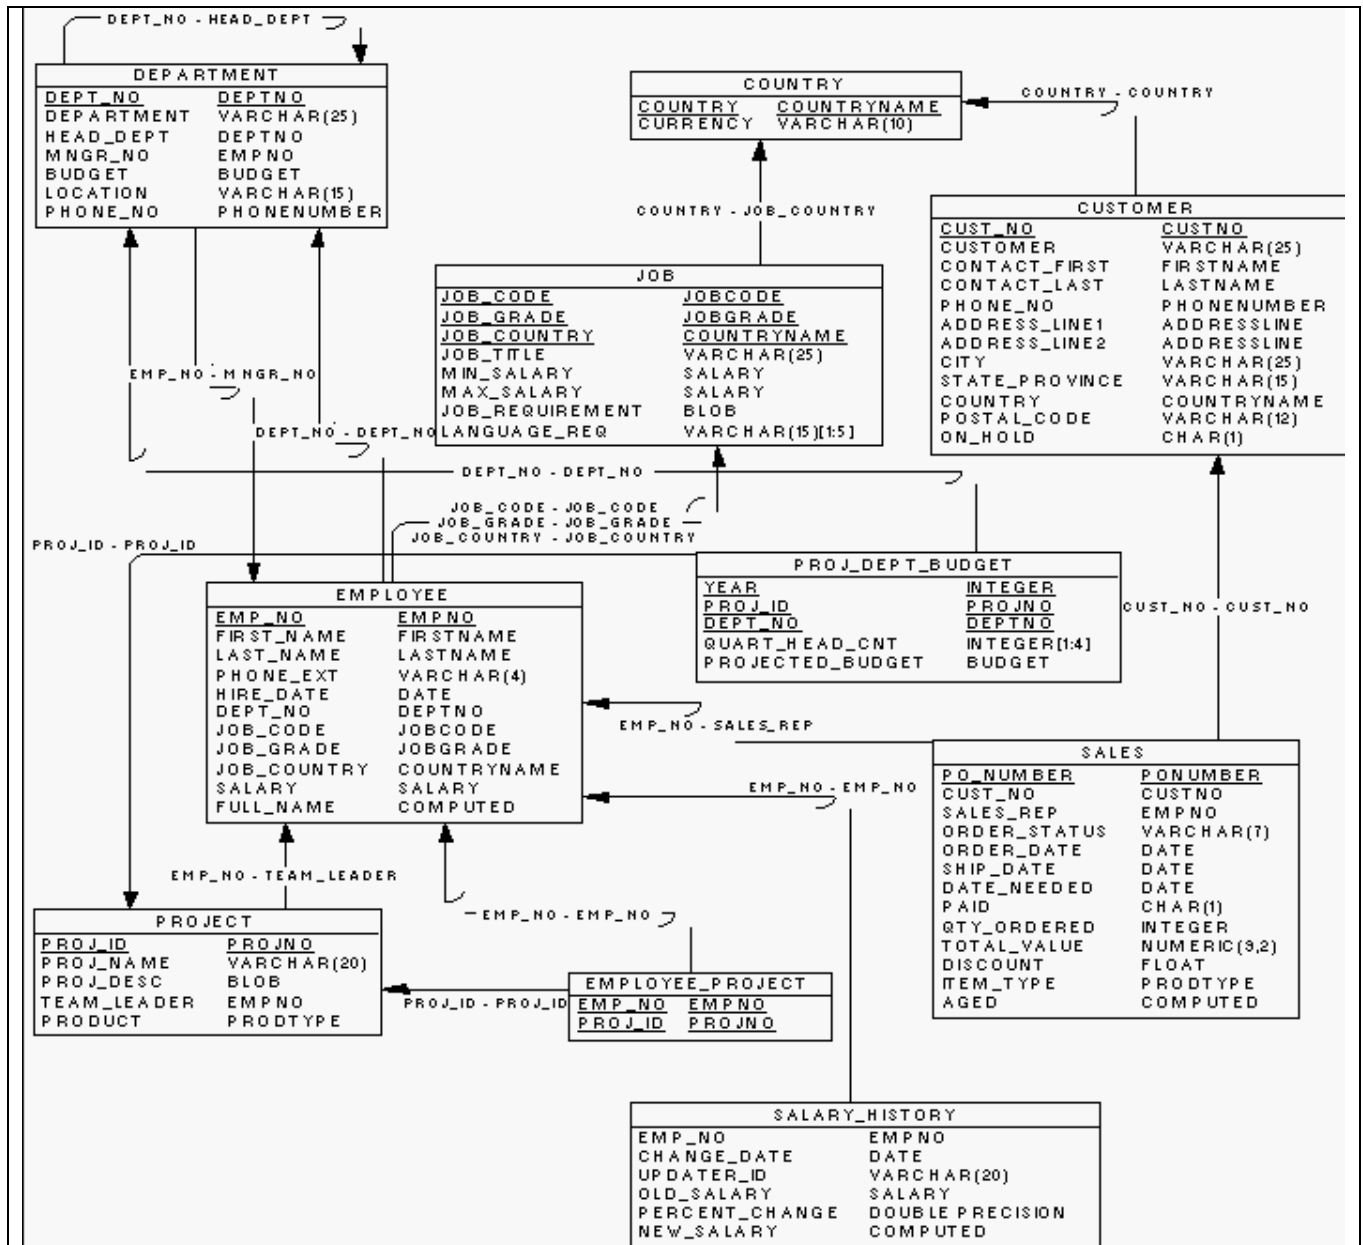 DEPT_NO - HEAD_DEPT
DEPARTMENT
DEPT_NO DEPTNO
DEPARTMENT VARCHAR(25)
HEAD_DEPT DEPTNO
MNGR_NO EMPNO
BUDGET BUDGET
LOCATION VARCHAR(15)
PHONE_NO PHONENUMBER
COUNTRY
COUNTRY COUNTRYNAME
CURRENCY VARCHAR(10)
COUNTRY - COUNTRY
COUNTRY - JOB_COUNTRY
CUSTOMER
CUST_NO CUSTNO
CUSTOMER VARCHAR(25)
CONTACT_FIRST FIRSTNAME
CONTACT_LAST LASTNAME
PHONE_NO PHONENUMBER
ADDRESS_LINE1 ADDRESSLINE
ADDRESS_LINE2 ADDRESSLINE
CITY VARCHAR(25)
STATE_PROVINCE VARCHAR(15)
COUNTRY COUNTRYNAME
POSTAL_CODE VARCHAR(12)
ON_HOLD CHAR(1)
JOB
JOB_CODE JOBCODE
JOB_GRADE JOBGRADE
JOB_COUNTRY COUNTRYNAME
JOB_TITLE VARCHAR(25)
MIN_SALARY SALARY
MAX_SALARY SALARY
JOB_REQUIREMENT BLOB
LANGUAGE_REQ VARCHAR(15)[1:5]
EMP_NO - MNGR_NO
DEPT_NO - DEPT_NO
DEPT_NO - DEPT_NO
JOB_CODE - JOB_CODE
JOB_GRADE - JOB_GRADE
JOB_COUNTRY - JOB_COUNTRY
PROJ_ID - PROJ_ID
PROJ_DEPT_BUDGET
YEAR INTEGER
PROJ_ID PROJNO
DEPT_NO DEPTNO
QUART_HEAD_CNT INTEGER[1:4]
PROJECTED_BUDGET BUDGET
CUST_NO - CUST_NO
EMPLOYEE
EMP_NO EMPNO
FIRST_NAME FIRSTNAME
LAST_NAME LASTNAME
PHONE_EXT VARCHAR(4)
HIRE_DATE DATE
DEPT_NO DEPTNO
JOB_CODE JOBCODE
JOB_GRADE JOBGRADE
JOB_COUNTRY COUNTRYNAME
SALARY SALARY
FULL_NAME COMPUTED
EMP_NO - SALES_REP
EMP_NO - EMP_NO
SALES
PO_NUMBER PONUMBER
CUST_NO CUSTNO
SALES_REP EMPNO
ORDER_STATUS VARCHAR(7)
ORDER_DATE DATE
SHIP_DATE DATE
DATE_NEEDED DATE
PAID CHAR(1)
QTY_ORDERED INTEGER
TOTAL_VALUE NUMERIC(9,2)
DISCOUNT FLOAT
ITEM_TYPE PRODTYPE
AGED COMPUTED
EMP_NO - TEAM_LEADER
EMP_NO - EMP_NO
PROJECT
PROJ_ID PROJNO
PROJ_NAME VARCHAR(20)
PROJ_DESC BLOB
TEAM_LEADER EMPNO
PRODUCT PRODTYPE
PROJ_ID - PROJ_ID
EMPLOYEE_PROJECT
EMP_NO EMPNO
PROJ_ID PROJNO
SALARY_HISTORY
EMP_NO EMPNO
CHANGE_DATE DATE
UPDATER_ID VARCHAR(20)
OLD_SALARY SALARY
PERCENT_CHANGE DOUBLE PRECISION
NEW_SALARY COMPUTED